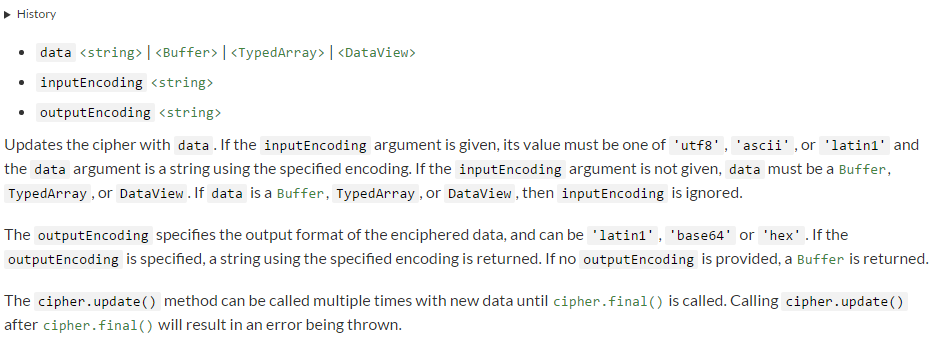 History
data <string> | <Buffer> | <TypedArray> | <DataView>
inputEncoding <string>
outputEncoding <string>
Updates the cipher with data. If the inputEncoding argument is given, its value must be one of 'utf8', 'ascii', or 'latin1' and
the data argument is a string using the specified encoding. If the inputEncoding argument is not given, data must be a Buffer,
TypedArray, or DataView. If data is a Buffer, TypedArray, or DataView, then inputEncoding is ignored.
The outputEncoding specifies the output format of the enciphered data, and can be 'latin1', 'base64' or 'hex'. If the
outputEncoding is specified, a string using the specified encoding is returned. If no outputEncoding is provided, a Buffer is returned.
The cipher.update() method can be called multiple times with new data until cipher.final() is called. Calling cipher.update()
after cipher.final() will result in an error being thrown.